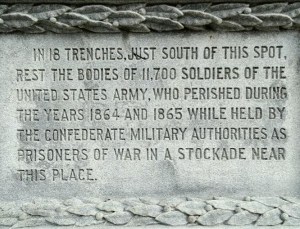 IN 18 TRENCHES, JUST SOUTH OF THIS SPOT,
REST THE BODIES OF 11,700 SOLDIERS OF THE
UNITED STATES ARMY, WHO PERISHED DURING
THE YEARS 1864 AND 1865 WHILE HELD BY
THE CONFEDERATE MILITARY AUTHORITIES AS
PRISONERS OF WAR IN A STOCKADE NEAR
THIS PLACE.